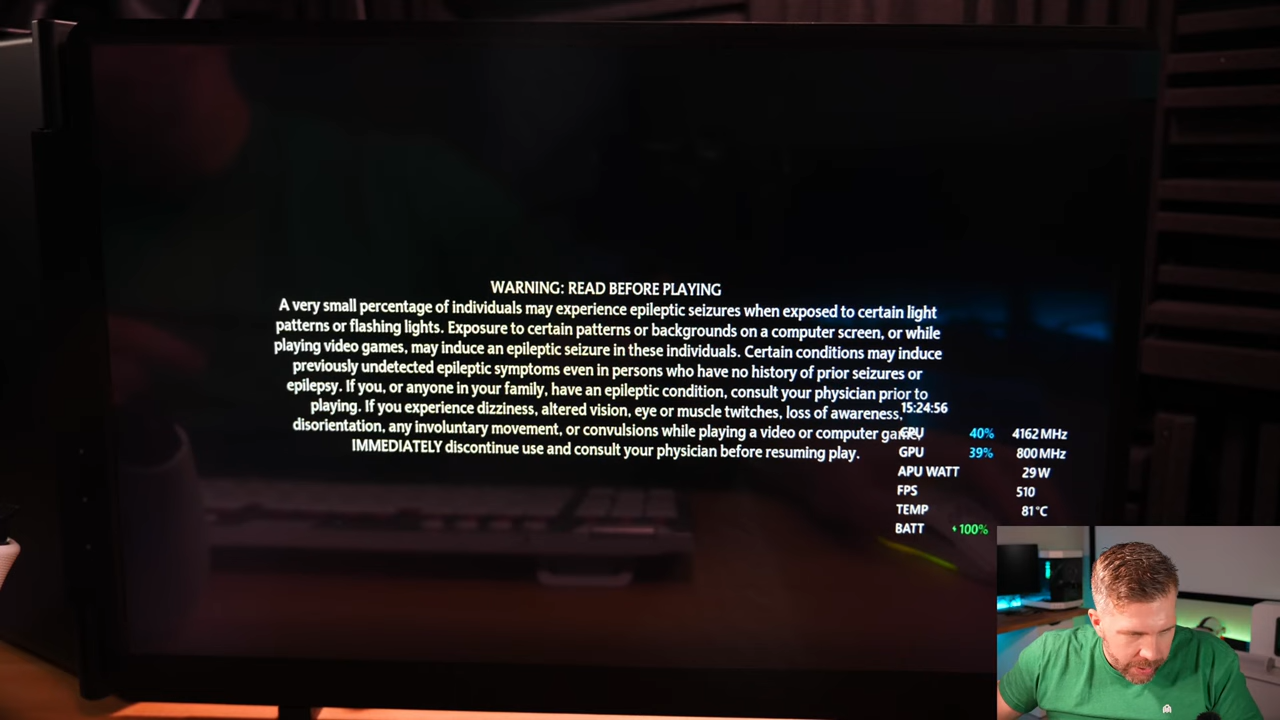 WARNING: READ BEFORE PLAYING
A very small percentage of individuals may experience epileptic seizures when exposed to certain light
patterns or flashing lights. Exposure to certain patterns or backgrounds on a computer screen, or while
playing video games, may induce an epileptic seizure in these individuals. Certain conditions may induce
previously undetected epileptic symptoms even in persons who have no history of prior seizures or
epilepsy. If you, or anyone in your family, have an epileptic condition, consult your physician prior to
playing. If you experience dizziness, altered vision, eye or muscle twitches, loss of awareness,
disorientation, any involuntary movement, or convulsions while playing a video or computer game,
IMMEDIATELY discontinue use and consult your physician before resuming play.
15:24:56
CPU 40% 4162 MHz
GPU 39% 800 MHz
APU WATT 29 W
FPS 510
TEMP 81 °C
BATT 100%